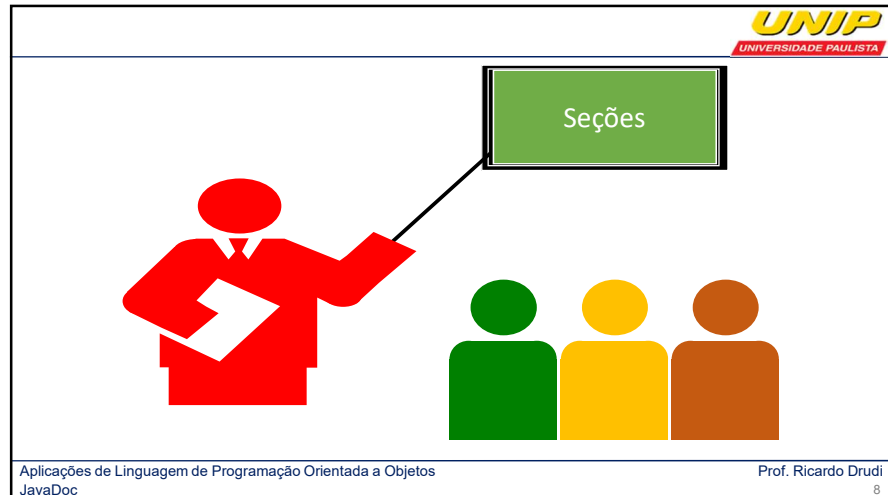 UNIP
UNIVERSIDADE PAULISTA
Seções
Aplicações de Linguagem de Programação Orientada a Objetos
Prof. Ricardo Drudi
JavaDoc
8